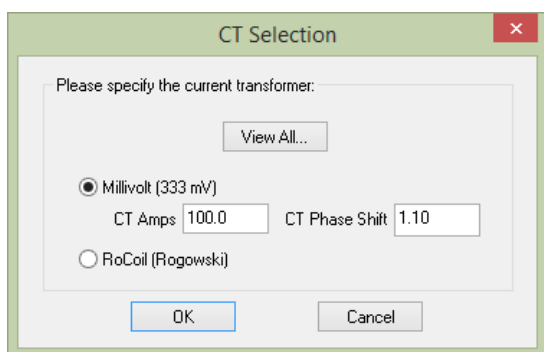 CT Selection
Please specify the current transformer:
View All...
Millivolt (333 mV)
CT Amps 100.0 CT Phase Shift 1.10
RoCoil (Rogowski)
OK Cancel